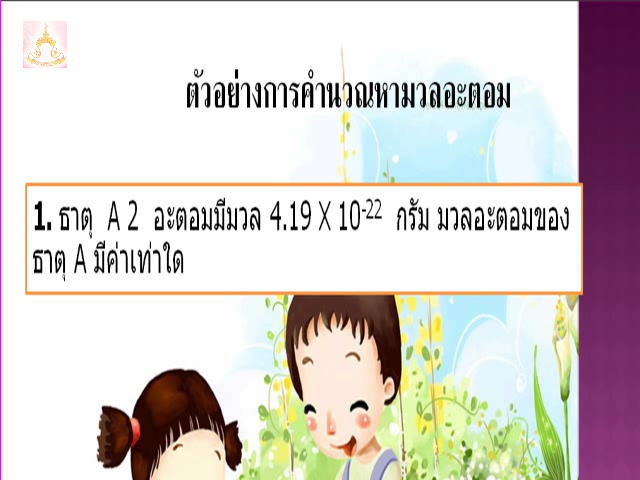 ตัวอย่างการคำนวณหามวลอะตอม
1. ธาตุ A 2 อะตอมมีมวล 4.19 X 10⁻²² กรัม มวลอะตอมของ
ธาตุ A มีค่าเท่าใด